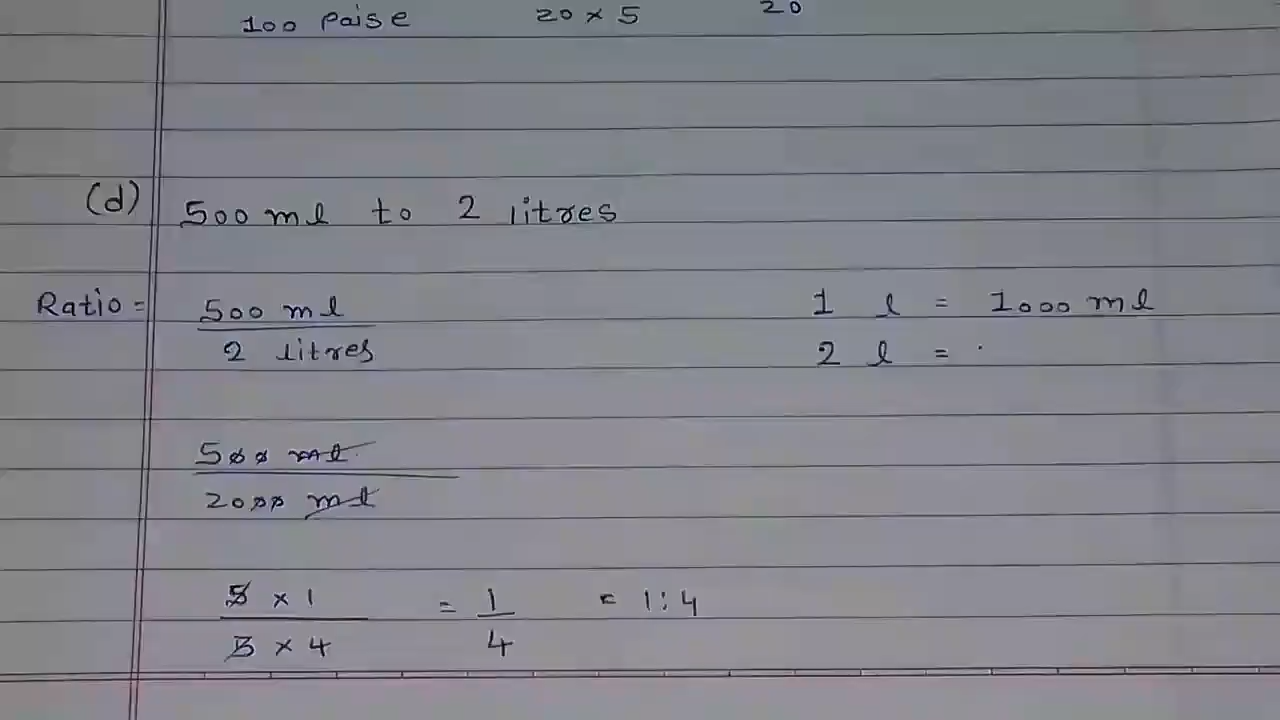 100 paise 20 × 5 20
(d) 500 ml to 2 litres
Ratio = 500 ml 1 l = 1000 ml
2 litres 2 l = .
500 ml
2000 ml
5 × 1 = 1 = 1:4
5 × 4 4